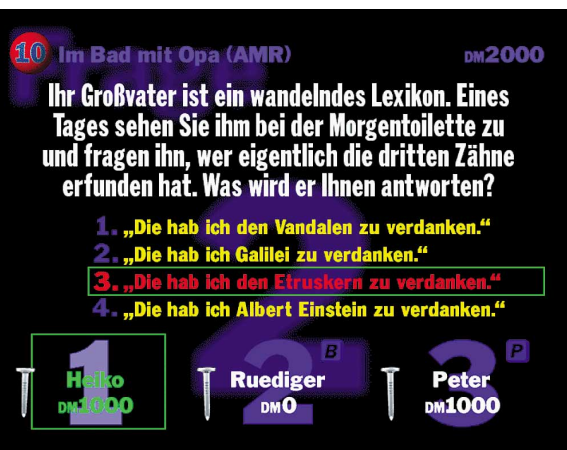 10 Im Bad mit Opa (AMR) DM2000
Frage
Ihr Großvater ist ein wandelndes Lexikon. Eines
Tages sehen Sie ihm bei der Morgentoilette zu
und fragen ihn, wer eigentlich die dritten Zähne
erfunden hat. Was wird er Ihnen antworten?
1. „Die hab ich den Vandalen zu verdanken.“
2. „Die hab ich Galilei zu verdanken.“
3. „Die hab ich den Etruskern zu verdanken.“
4. „Die hab ich Albert Einstein zu verdanken.“
2
1 2 B 3 P
Heiko Ruediger Peter
DM1000 DM0 DM1000